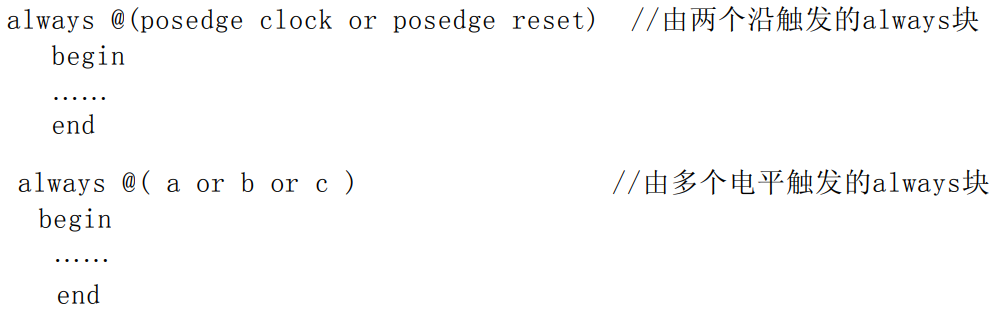 always @(posedge clock or posedge reset)  //由两个沿触发的always块
begin
……
end
always @( a or b or c )  //由多个电平触发的always块
begin
……
end